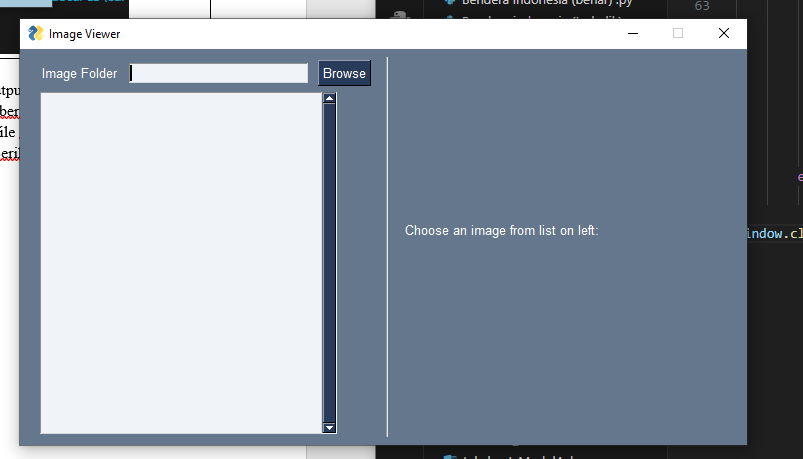 Bendera Indonesia (benar) .py
63
Image Viewer
Image Folder
Browse
Choose an image from list on left:
indow.cl